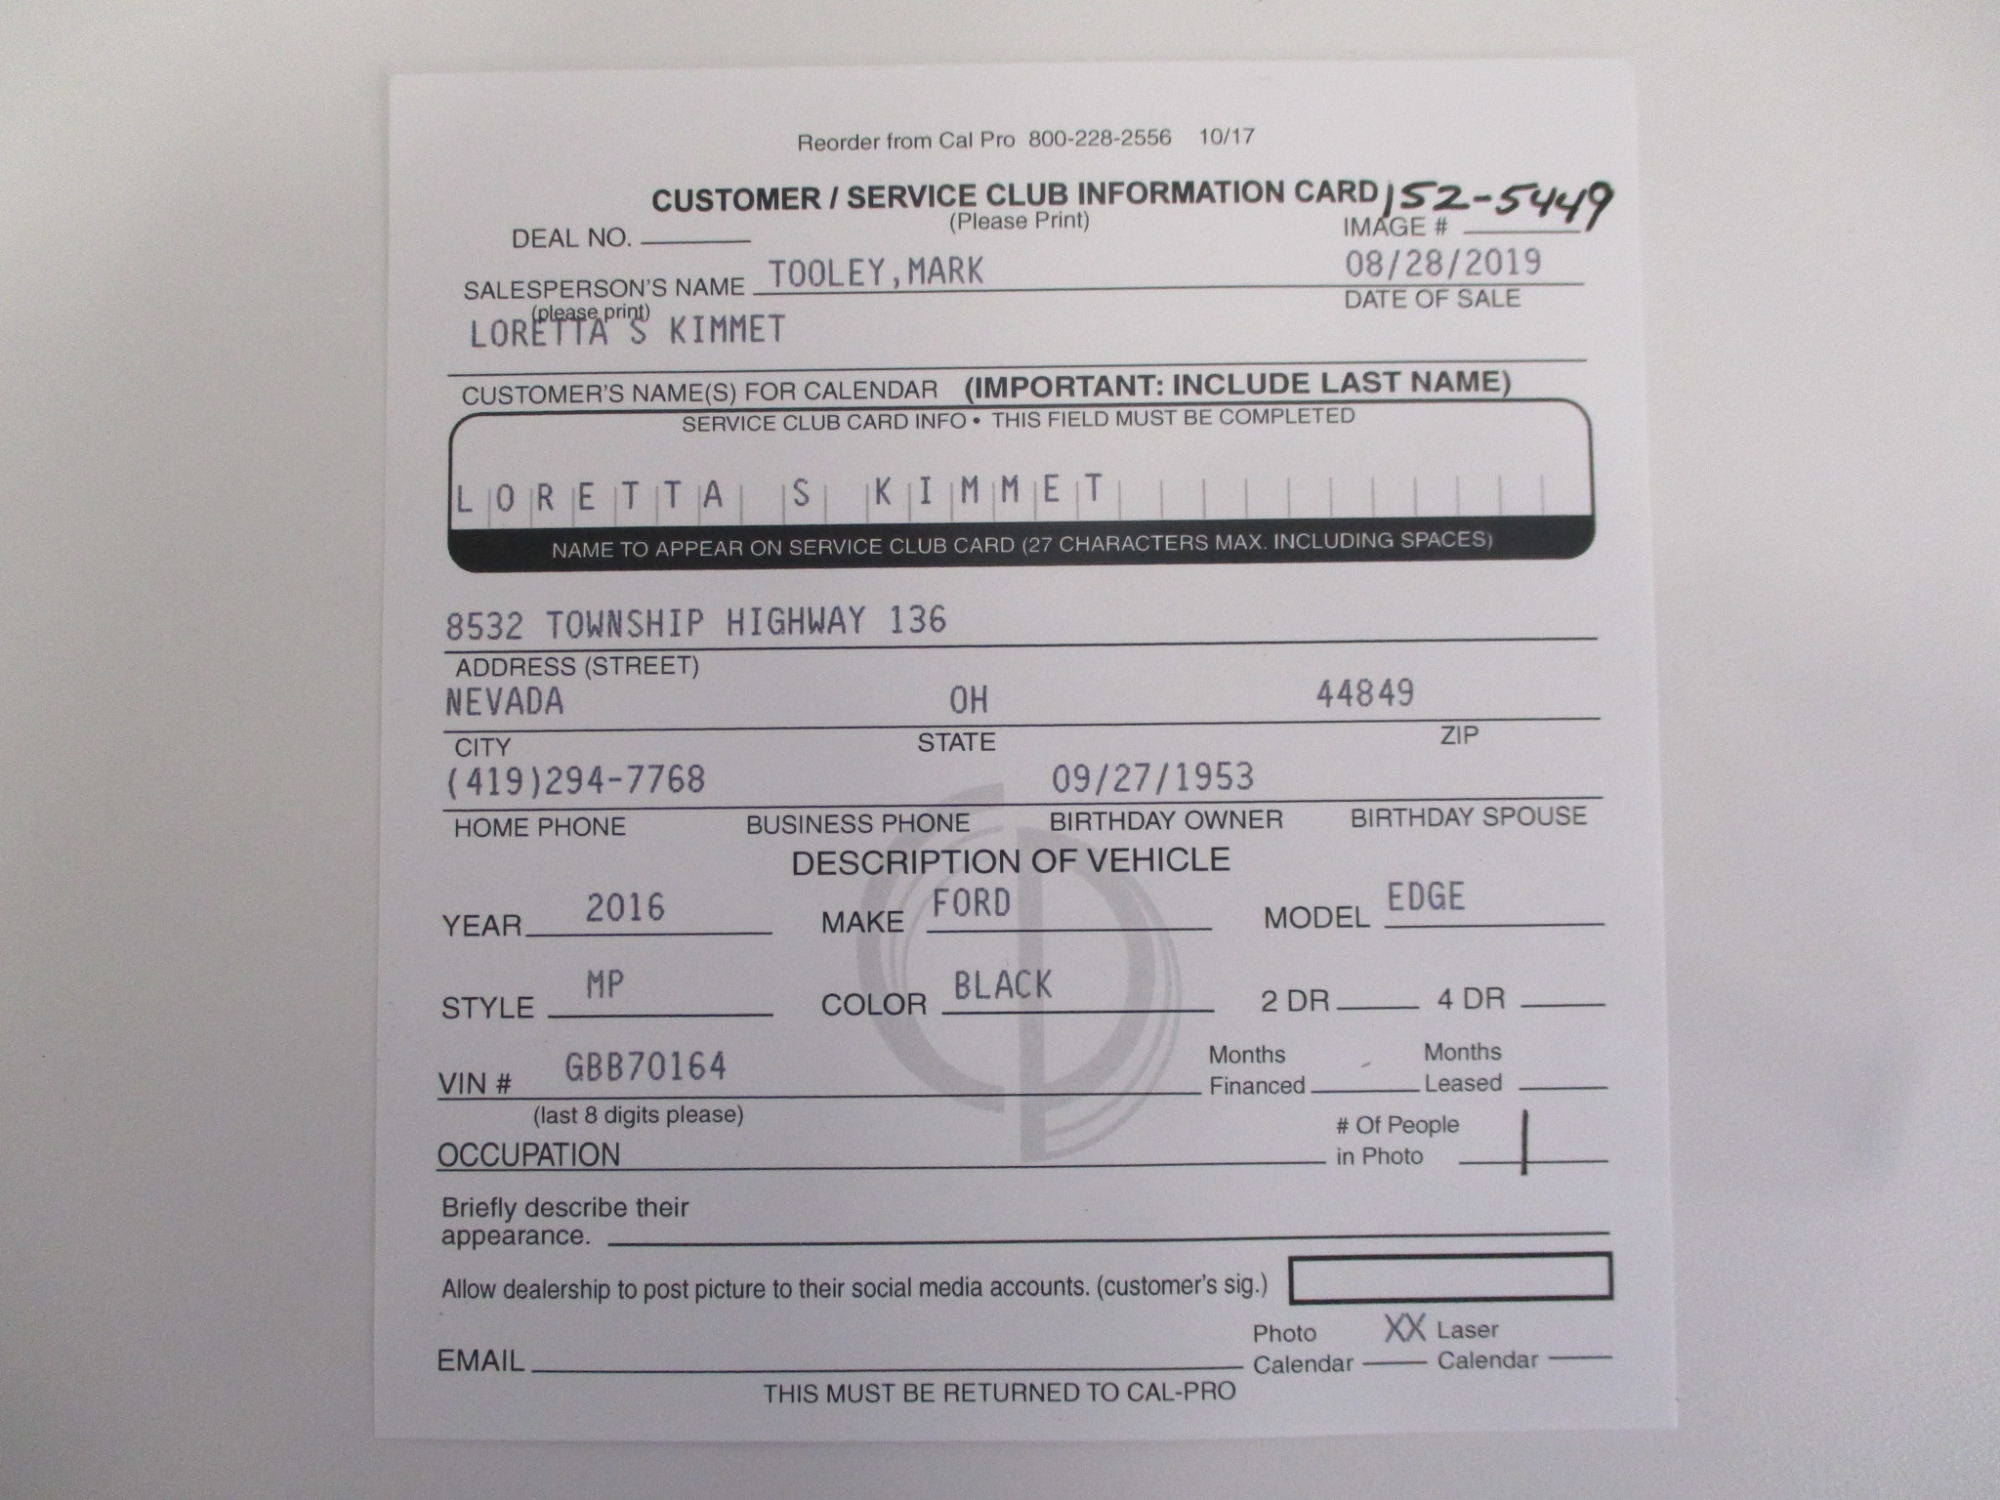 Reorder from Cal Pro 800-228-2556 10/17
CUSTOMER / SERVICE CLUB INFORMATION CARD 152-5449
(Please Print)
DEAL NO. IMAGE #
SALESPERSON'S NAME TOOLEY,MARK 08/28/2019
(please print) DATE OF SALE
LORETTA S KIMMET
CUSTOMER'S NAME(S) FOR CALENDAR (IMPORTANT: INCLUDE LAST NAME)
SERVICE CLUB CARD INFO • THIS FIELD MUST BE COMPLETED
LORETTA S KIMMET
NAME TO APPEAR ON SERVICE CLUB CARD (27 CHARACTERS MAX. INCLUDING SPACES)
8532 TOWNSHIP HIGHWAY 136
ADDRESS (STREET)
NEVADA OH 44849
CITY STATE ZIP
(419)294-7768 09/27/1953
HOME PHONE BUSINESS PHONE BIRTHDAY OWNER BIRTHDAY SPOUSE
DESCRIPTION OF VEHICLE
YEAR 2016 MAKE FORD MODEL EDGE
STYLE MP COLOR BLACK 2 DR 4 DR
VIN # GBB70164 Months Financed Months Leased
(last 8 digits please)
OCCUPATION # Of People in Photo 1
Briefly describe their
appearance.
Allow dealership to post picture to their social media accounts. (customer's sig.)
EMAIL Photo Calendar XX Laser Calendar
THIS MUST BE RETURNED TO CAL-PRO